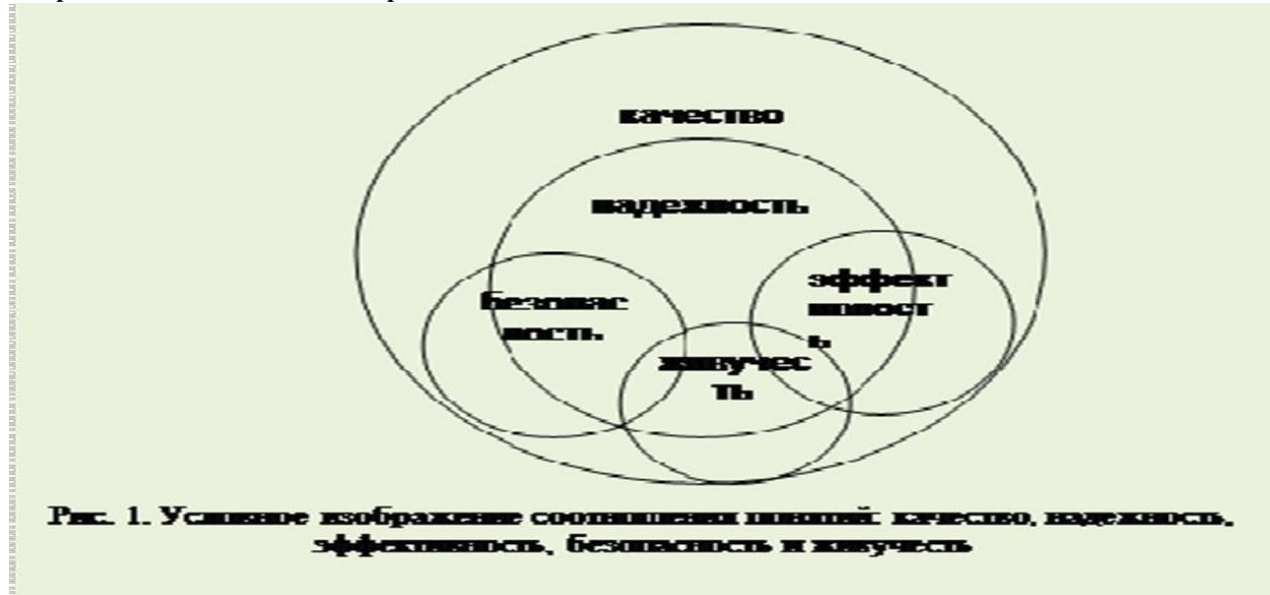 качество
надежность
эффект
ивност
ь
безопас
ность
живучес
ть
Рис. 1. Условное изображение соотношения понятий: качество, надежность,
эффективность, безопасность и живучесть